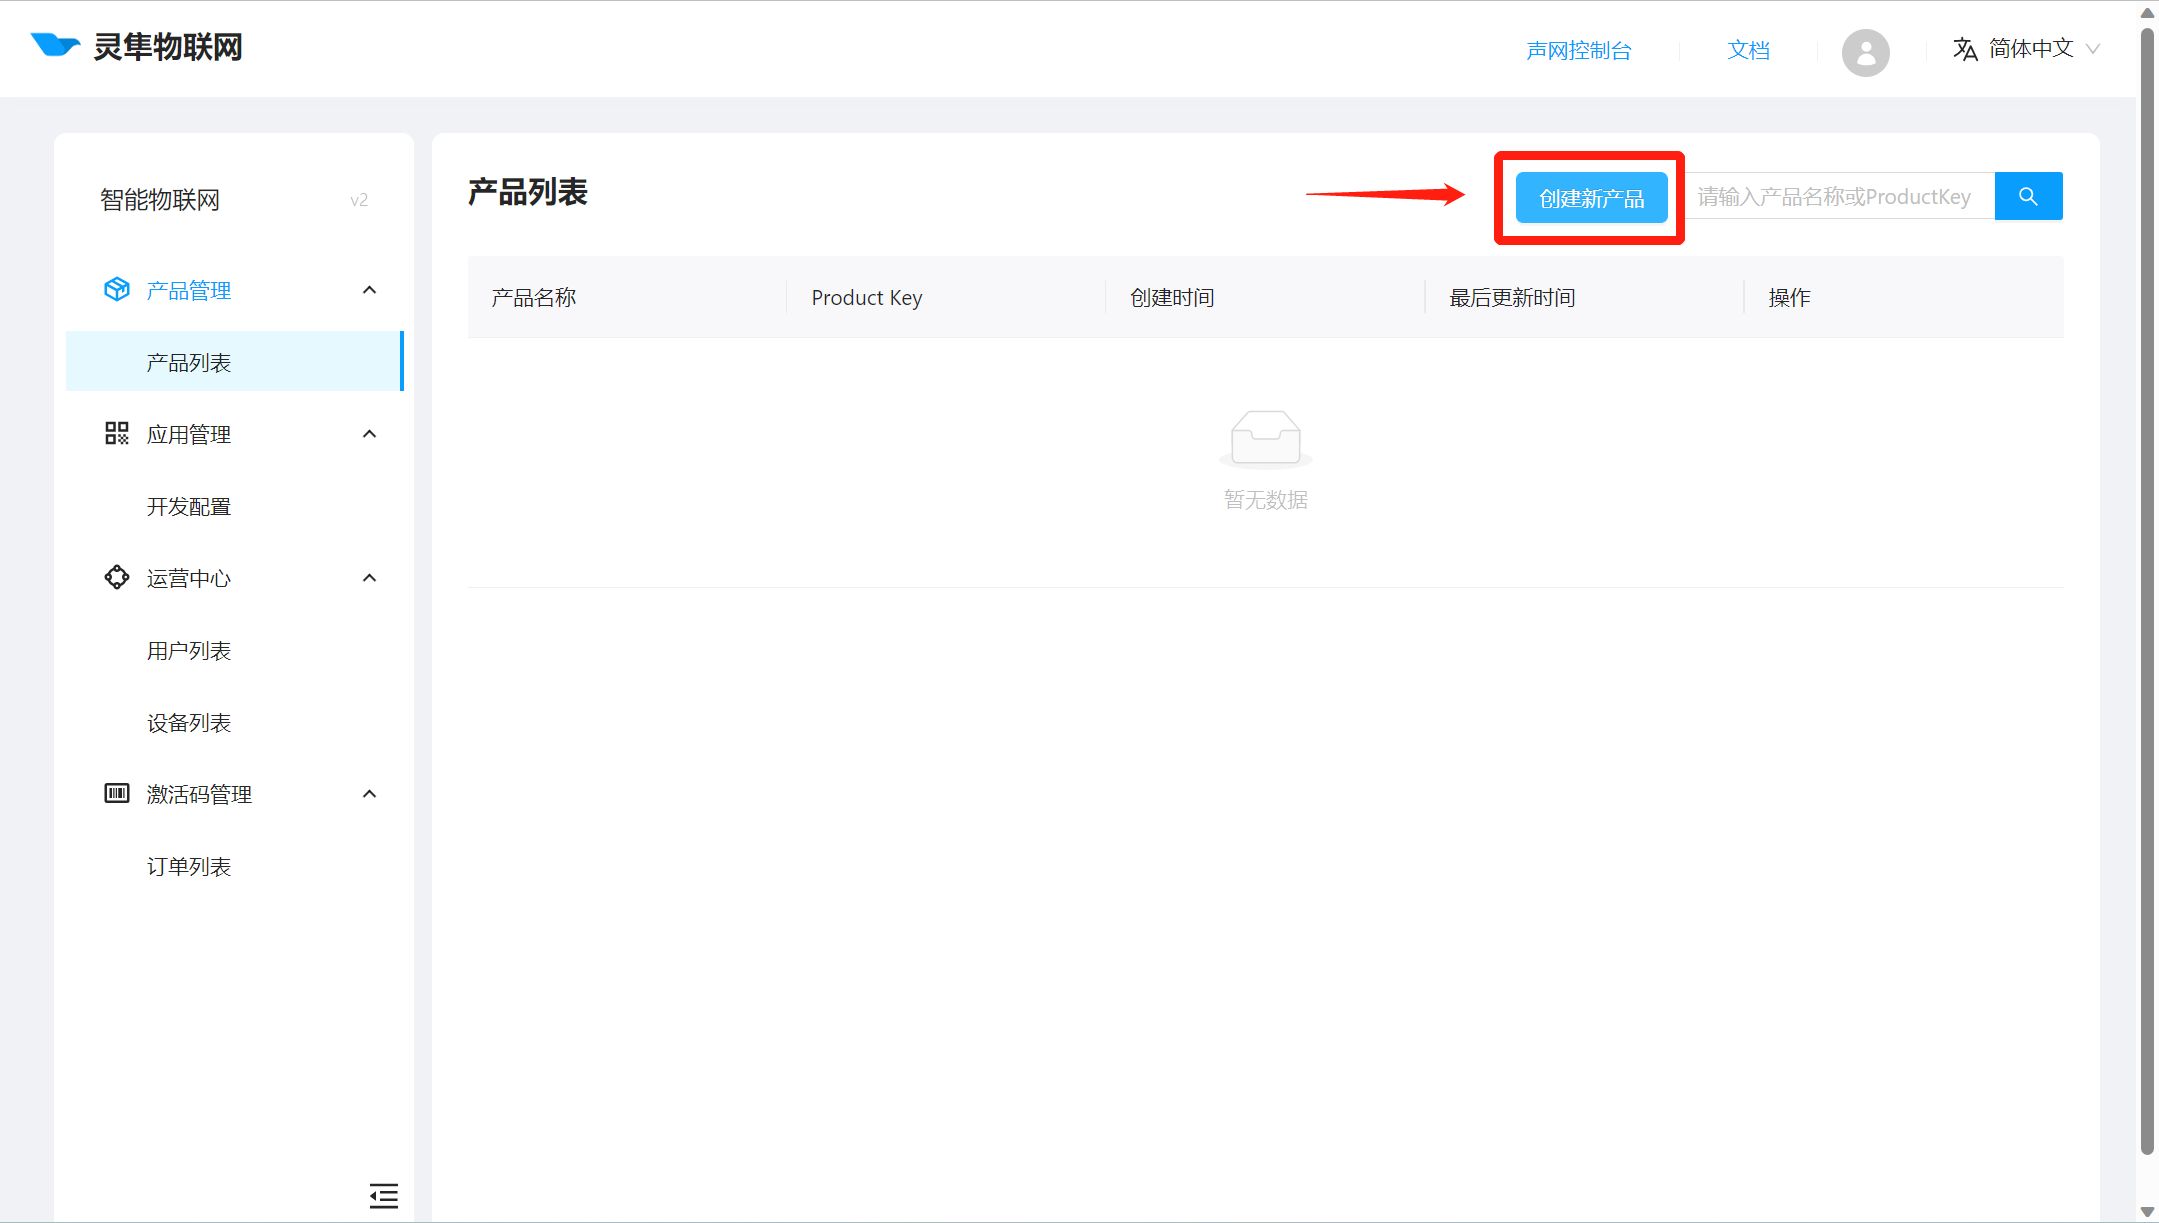 灵隼物联网
声网控制台
文档
简体中文
智能物联网
v2
产品管理
产品列表
应用管理
开发配置
运营中心
用户列表
设备列表
激活码管理
订单列表
产品列表
创建新产品
请输入产品名称或ProductKey
产品名称
Product Key
创建时间
最后更新时间
操作
暂无数据